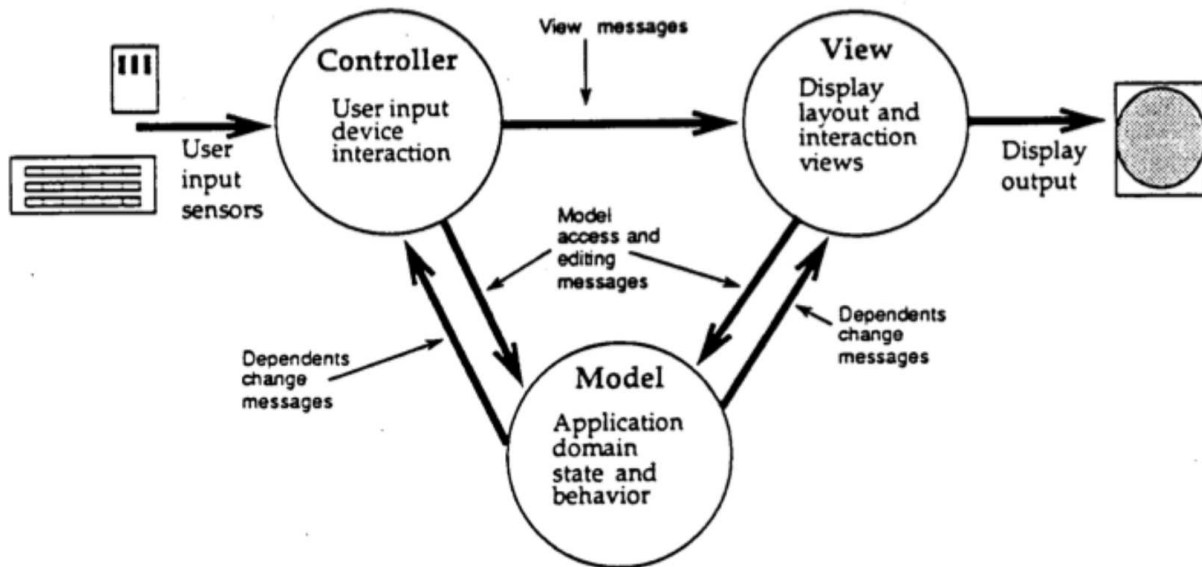 View messages
Controller
User input
device
interaction
View
Display
layout and
interaction
views
User
input
sensors
Display
output
Model
access and
editing
messages
Dependents
change
messages
Dependents
change
messages
Model
Application
domain
state and
behavior